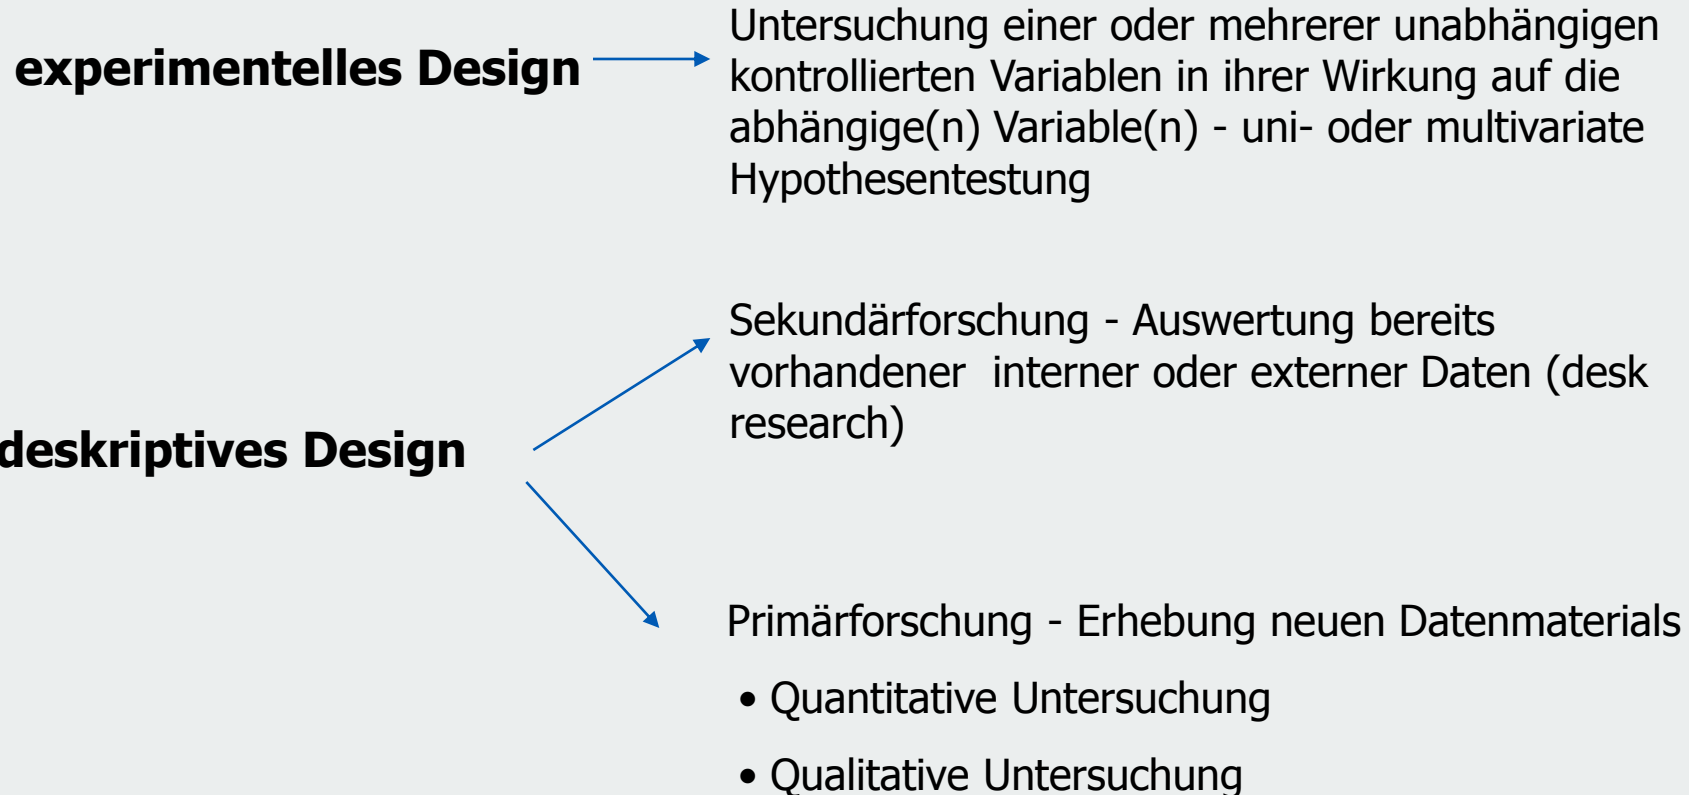 experimentelles Design
Untersuchung einer oder mehrerer unabhängigen
kontrollierten Variablen in ihrer Wirkung auf die
abhängige(n) Variable(n) - uni- oder multivariate
Hypothesentestung
deskriptives Design
Sekundärforschung - Auswertung bereits
vorhandener  interner oder externer Daten (desk
research)
Primärforschung - Erhebung neuen Datenmaterials
• Quantitative Untersuchung
• Qualitative Untersuchung